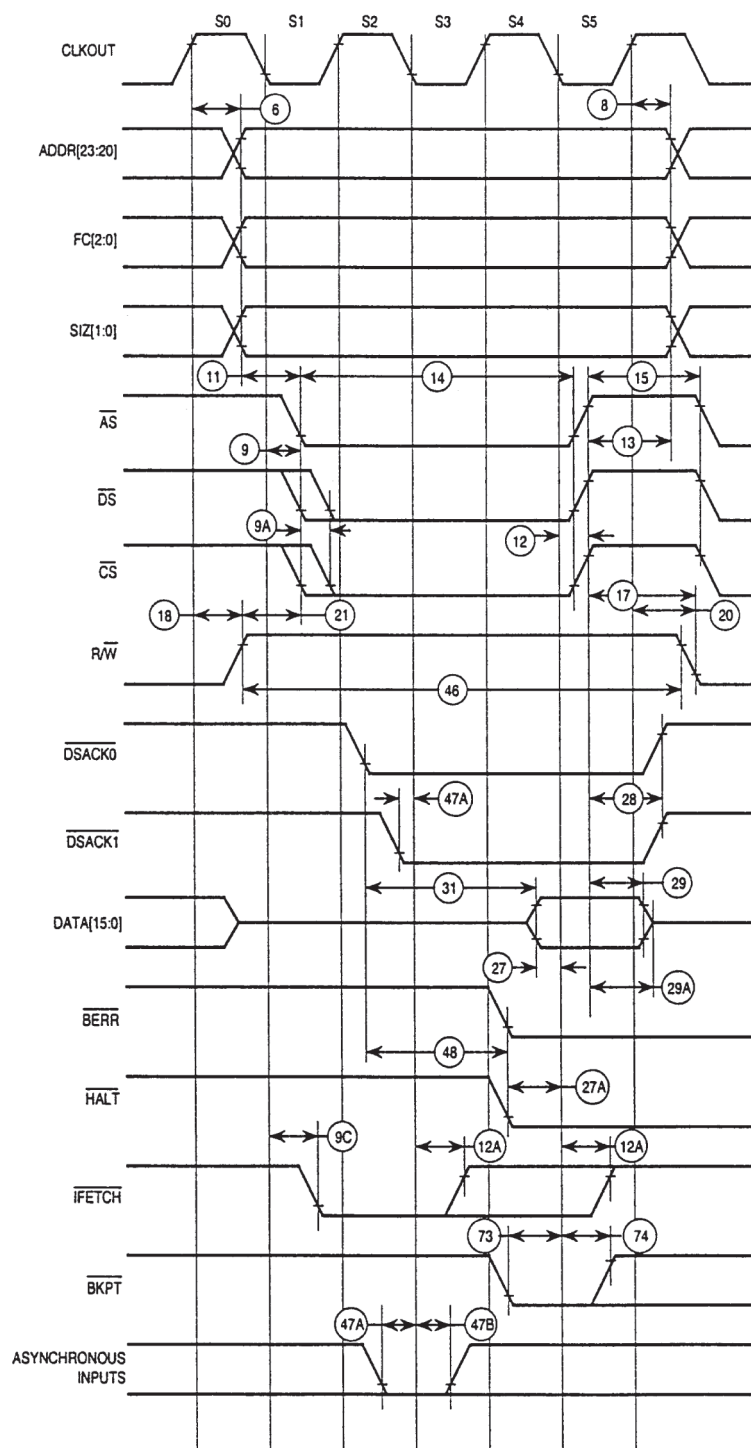 S0 S1 S2 S3 S4 S5
CLKOUT
6 8
ADDR[23:20]
FC[2:0]
SIZ[1:0]
11 14 15
AS
9 13
DS
9A 12
CS
18 21 17 20
R/W
46
DSACK0
47A 28
DSACK1
31 29
DATA[15:0]
27 29A
BERR
48
27A
HALT
9C 12A 12A
IFETCH
73 74
BKPT
47A 47B
ASYNCHRONOUS
INPUTS